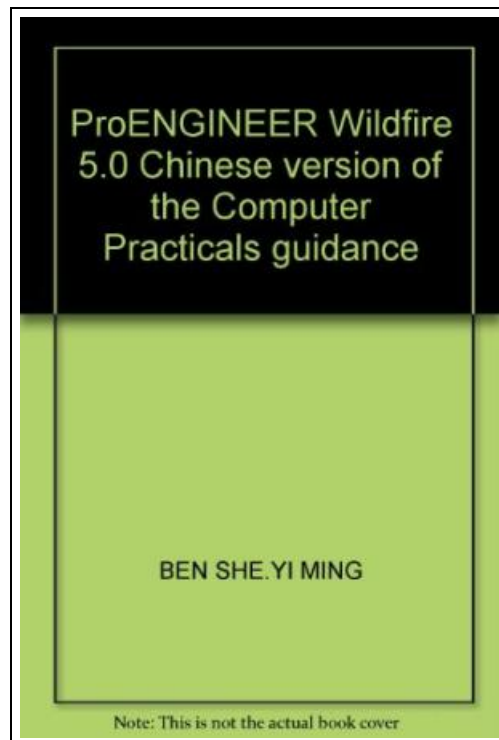 ProENGINEER Wildfire
5.0 Chinese version of
the Computer
Practicals guidance
BEN SHE.YI MING
Note: This is not the actual book cover